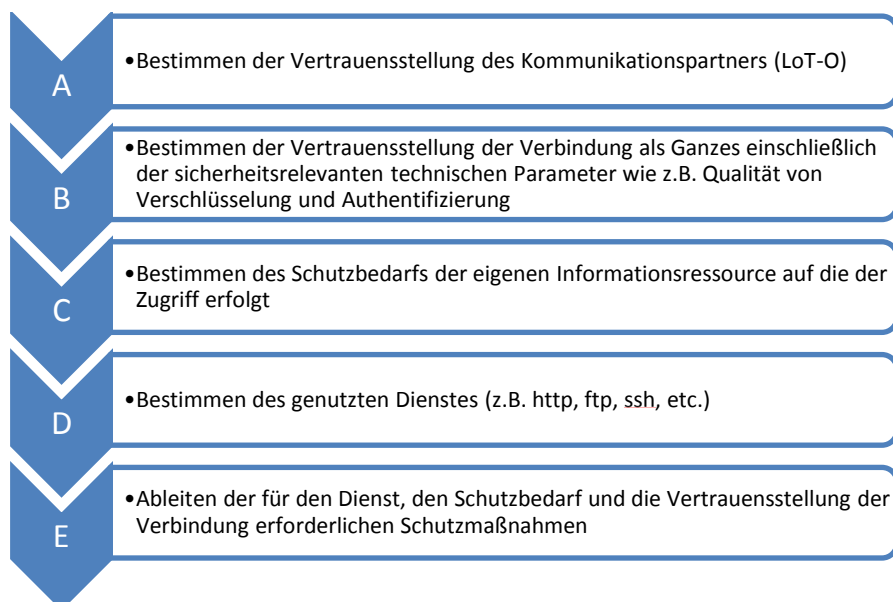 A
•Bestimmen der Vertrauensstellung des Kommunikationspartners (LoT-O)
B
•Bestimmen der Vertrauensstellung der Verbindung als Ganzes einschließlich
der sicherheitsrelevanten technischen Parameter wie z.B. Qualität von
Verschlüsselung und Authentifizierung
C
•Bestimmen des Schutzbedarfs der eigenen Informationsressource auf die der
Zugriff erfolgt
D
•Bestimmen des genutzten Dienstes (z.B. http, ftp, ssh, etc.)
E
•Ableiten der für den Dienst, den Schutzbedarf und die Vertrauensstellung der
Verbindung erforderlichen Schutzmaßnahmen